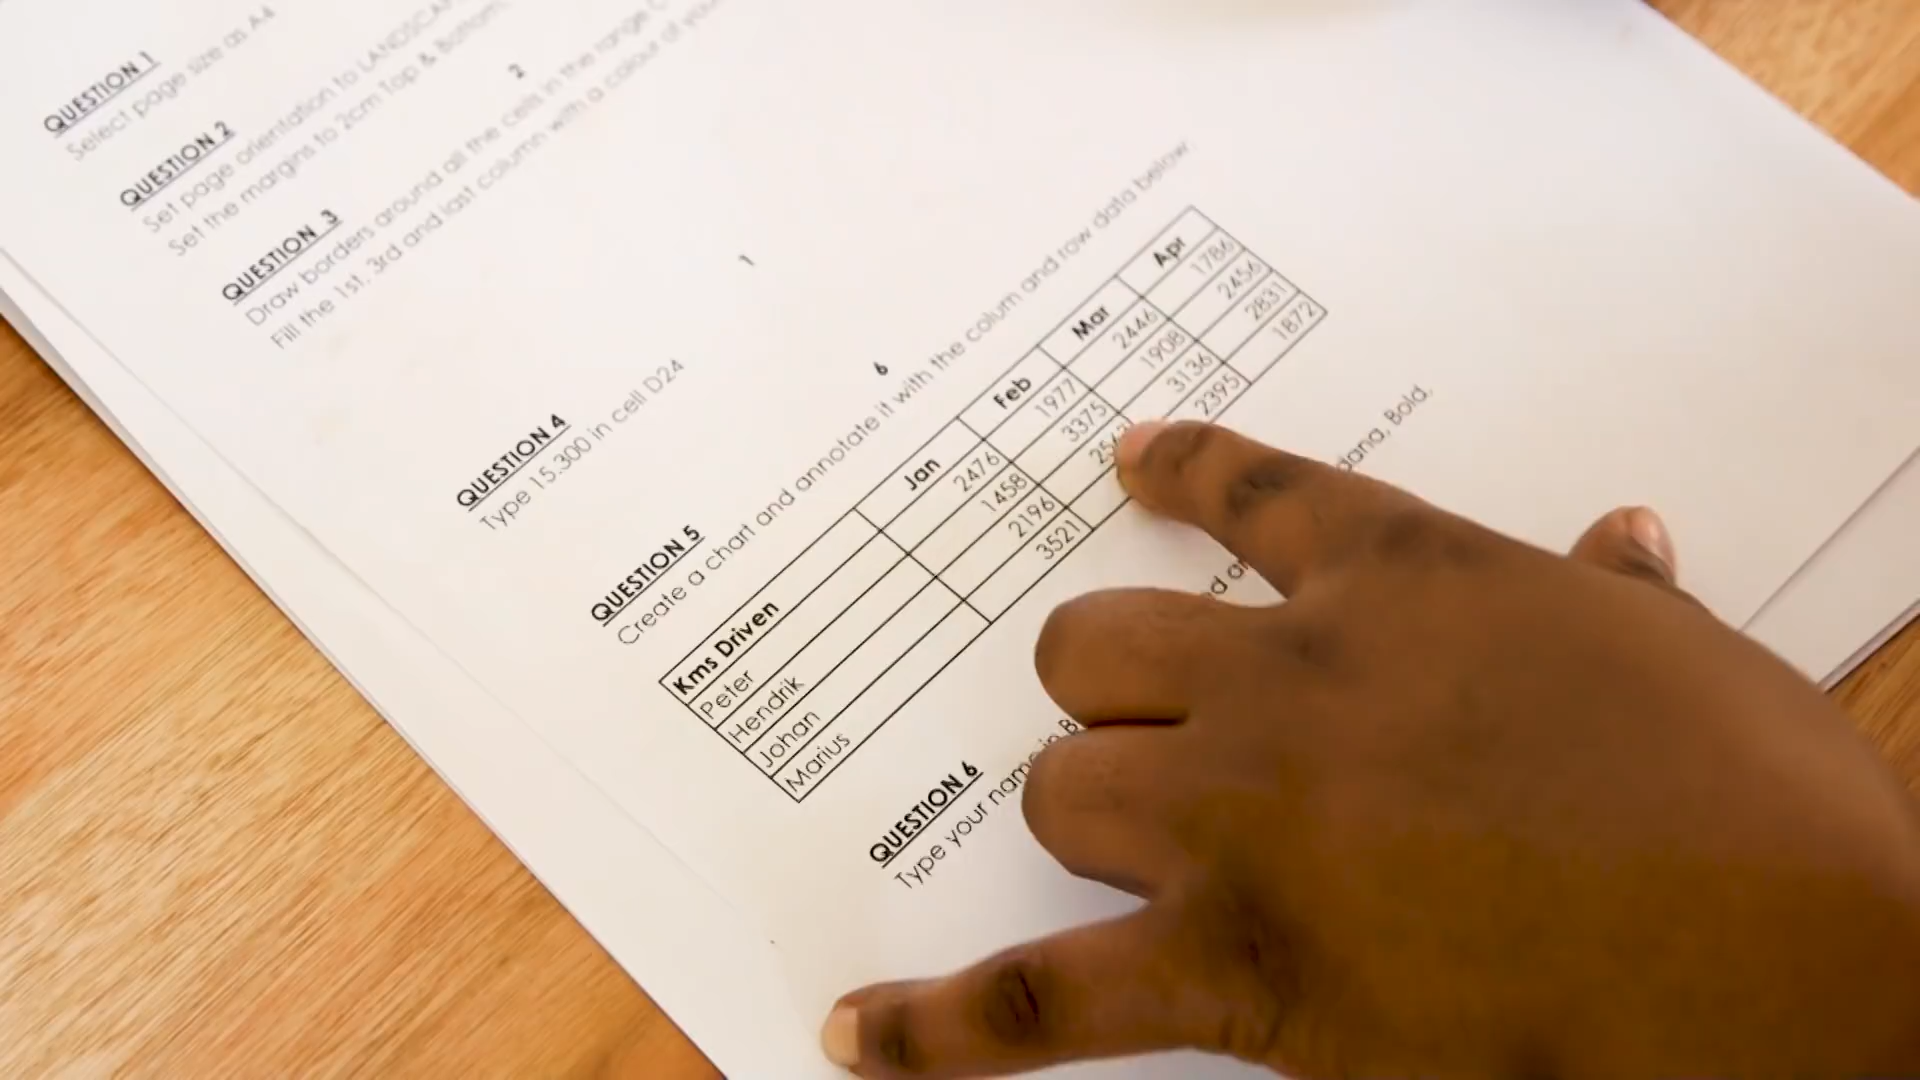 QUESTION 1
Select page size as A4
QUESTION 2
Set page orientation to
Set the margins to 2cm Top & Bottom,
2
QUESTION 3
Draw borders around all the cells in the range
Fill the 1st, 3rd and last column with a colour of
1
QUESTION 4
Type 15.300 in cell D24
6
QUESTION 5
Create a chart and annotate it with the colum and row data below.
Kms Driven Jan Feb Mar Apr
Peter 2476 1977 2446 1786
Hendrik 1458 3375 1908 2456
Johan 2196 3136 2831
Marius 3521 2395 1872
QUESTION 6
Type your name in Bold.